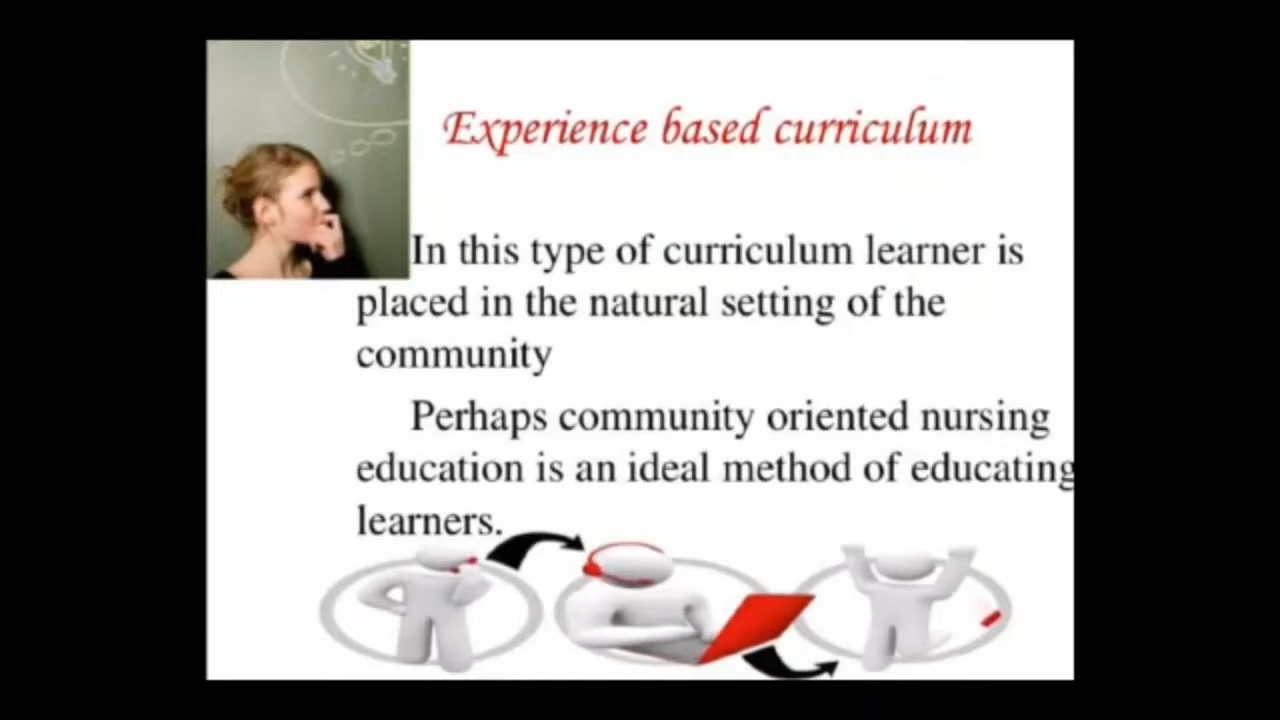 Experience based curriculum
In this type of curriculum learner is
placed in the natural setting of the
community
Perhaps community oriented nursing
education is an ideal method of educating
learners.